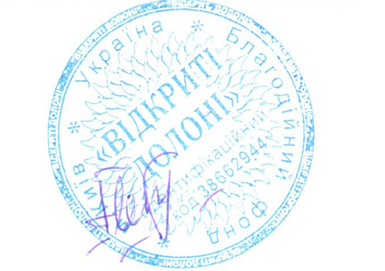 Україна * Благодійний фонд * Київ *
«ВІДКРИТІ
ДОЛОНІ»
Ідентифікаційний
код 38662944